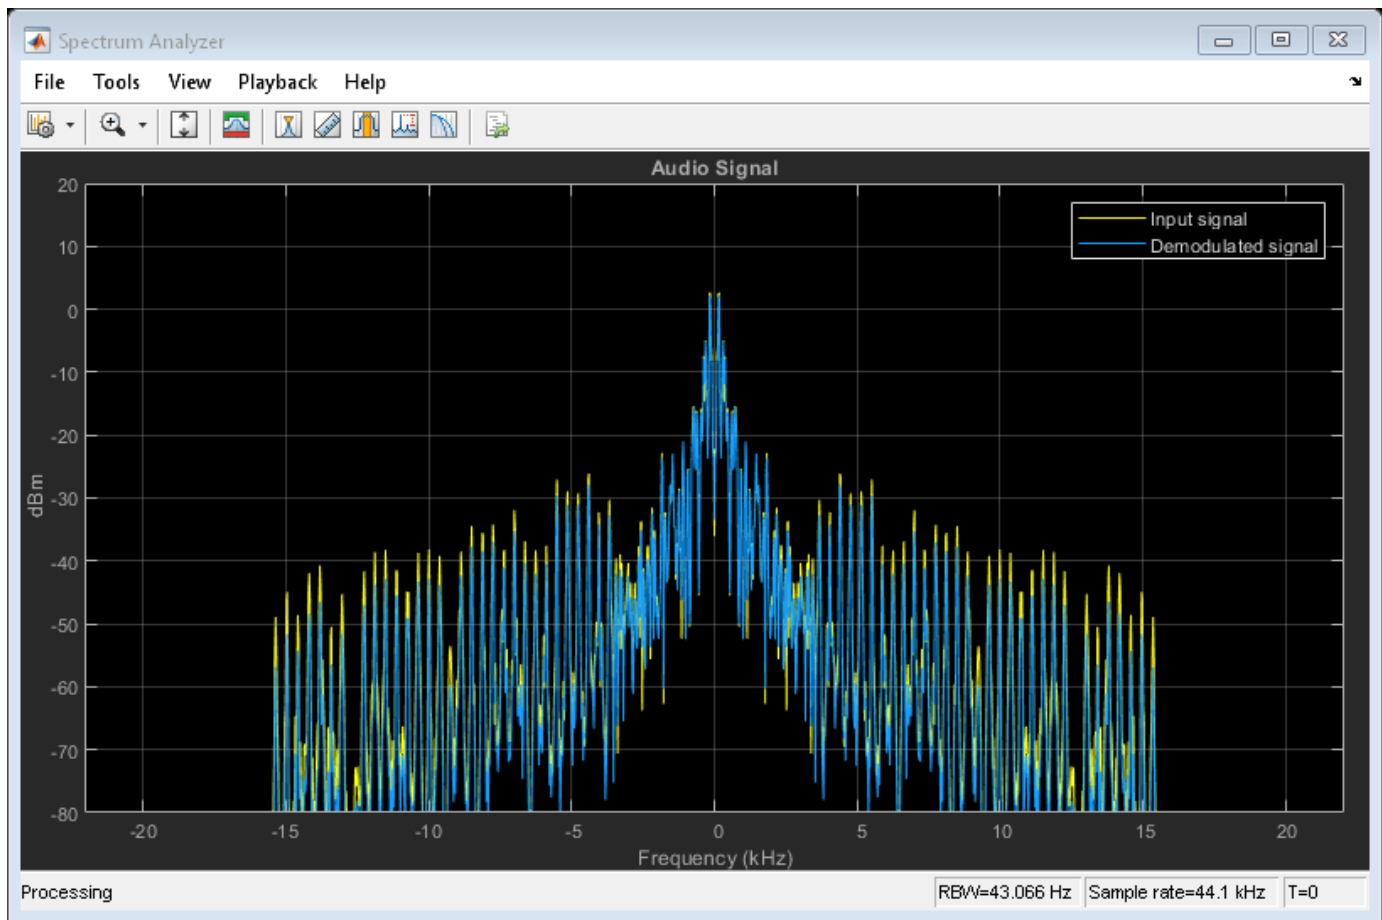 Spectrum Analyzer
File Tools View Playback Help
Audio Signal
20
10
0
-10
-20
-30
-40
-50
-60
-70
-80
dBm
Input signal
Demodulated signal
-20 -15 -10 -5 0 5 10 15 20
Frequency (kHz)
Processing RBW=43.066 Hz Sample rate=44.1 kHz T=0